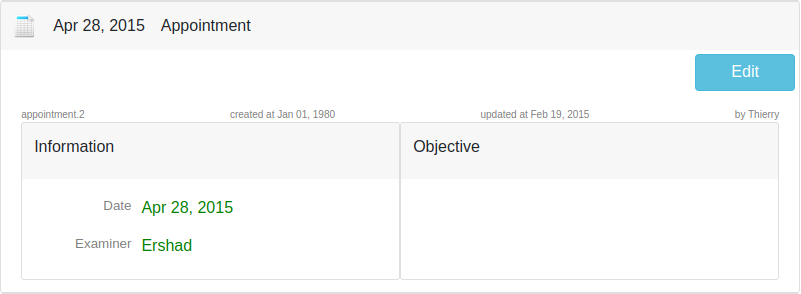 Apr 28, 2015 Appointment
Edit
appointment.2 created at Jan 01, 1980 updated at Feb 19, 2015 by Thierry
Information
Objective
Date Apr 28, 2015
Examiner Ershad